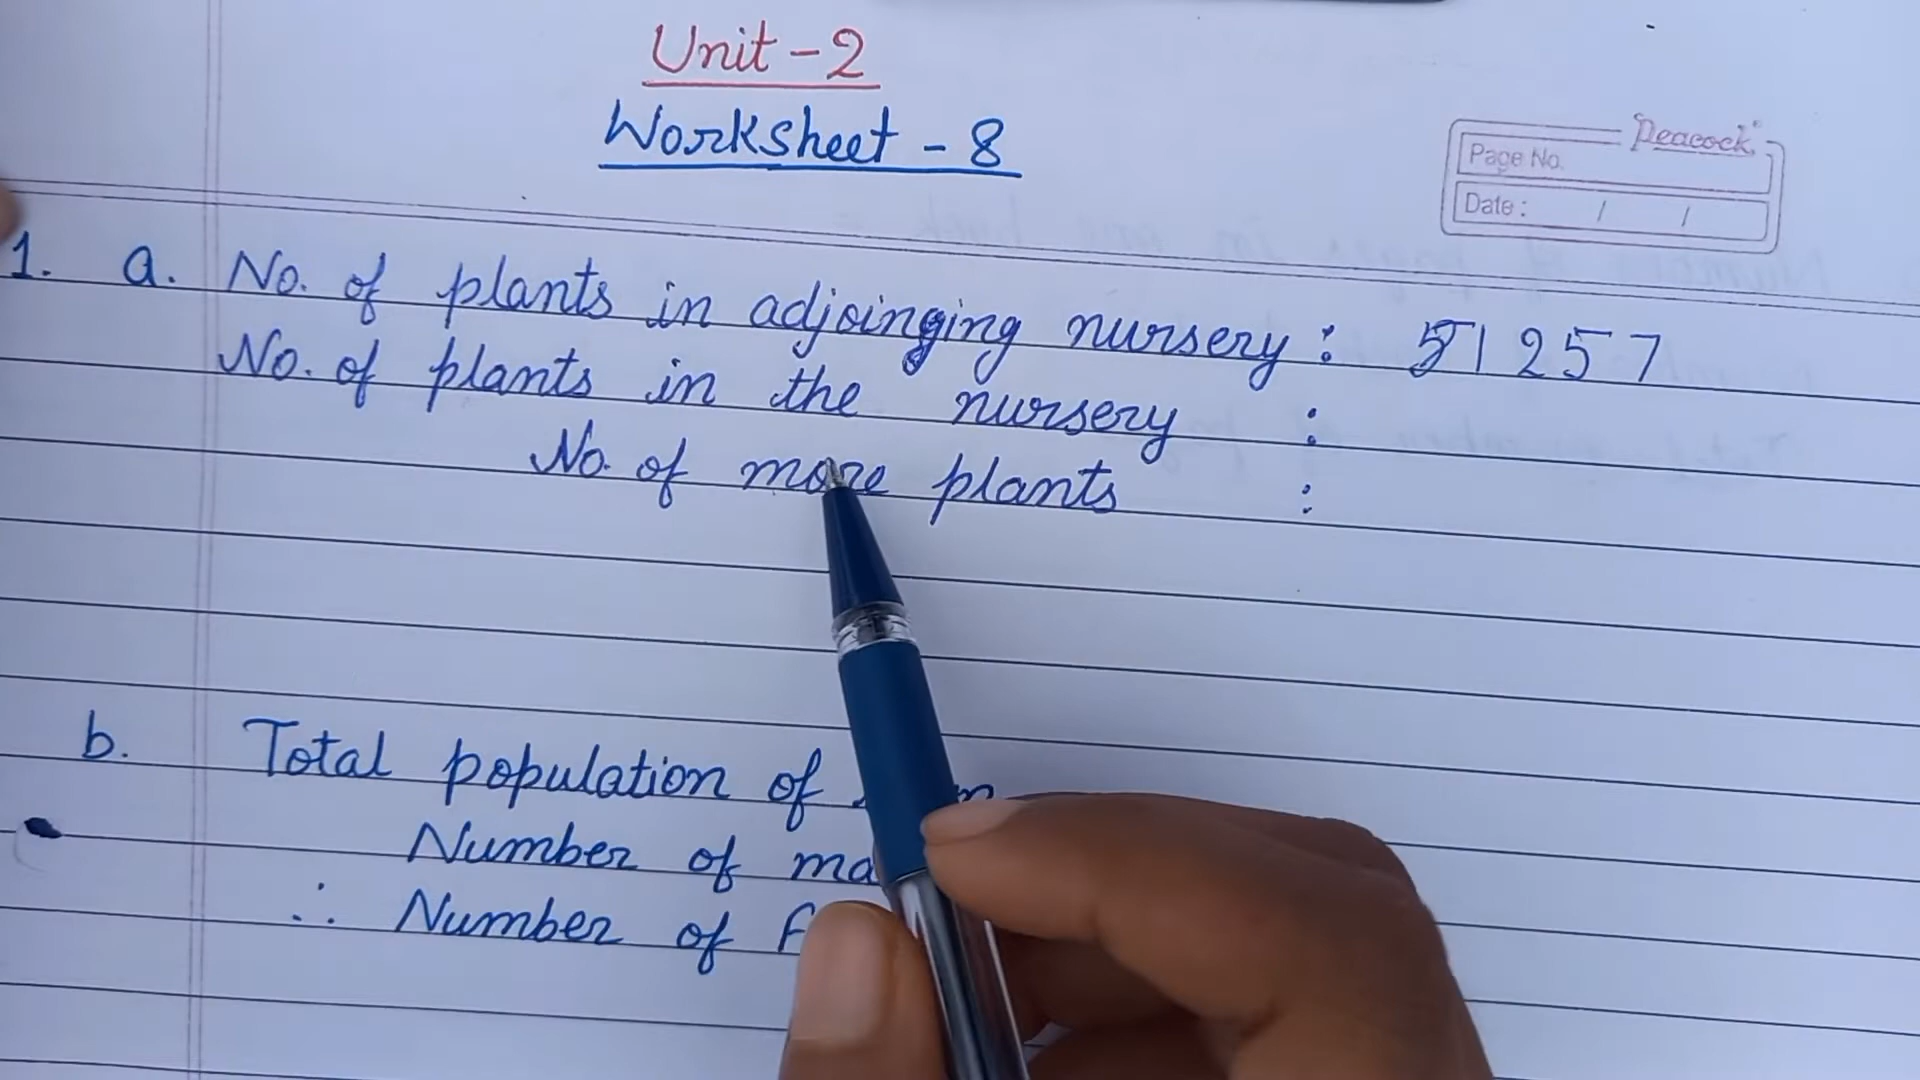 Unit - 2
Worksheet - 8
Peacock
Page No.
Date : / /
1. a. No. of plants in adjoinging nursery : 51257
No. of plants in the nursery :
No. of more plants :
b. Total population of
Number of
∴ Number of